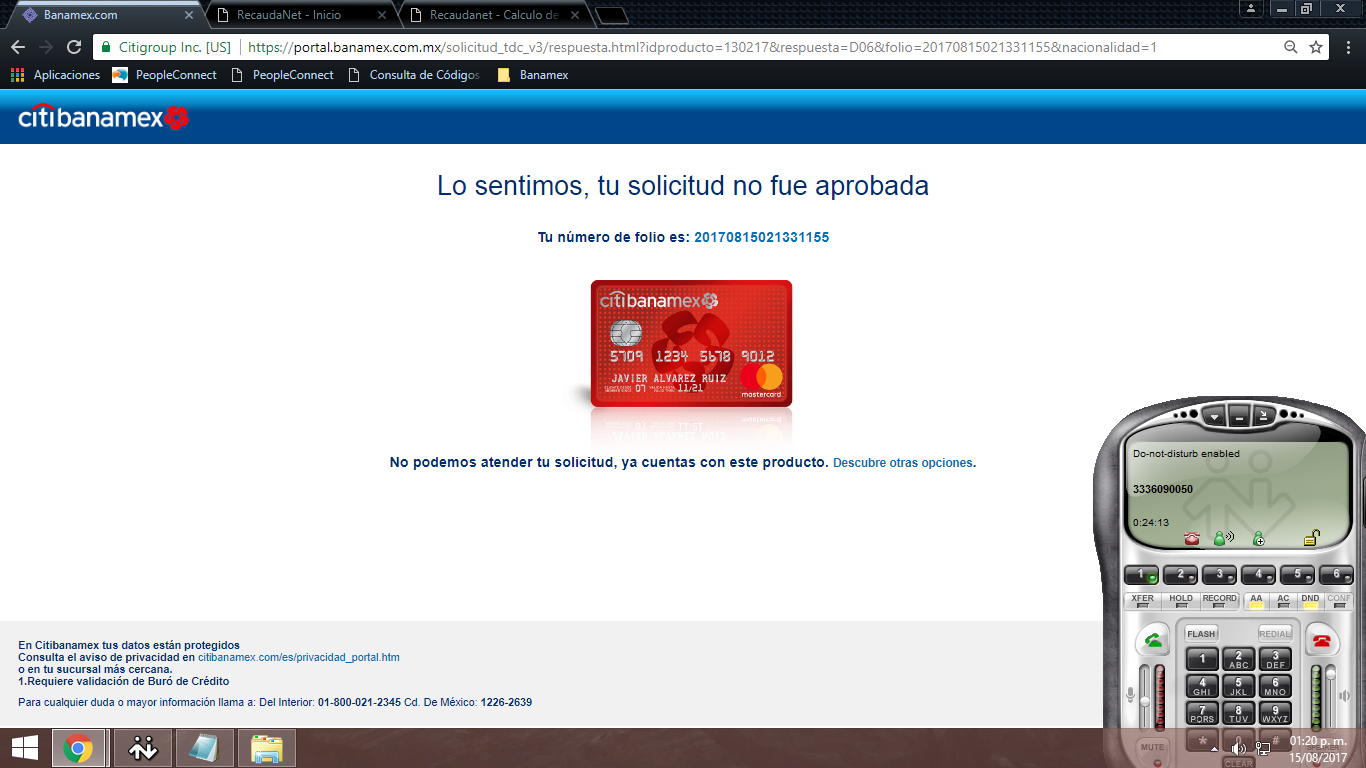 Banamex.com
RecaudaNet - Inicio
Recaudanet - Calculo de
Citigroup Inc. [US]
https://portal.banamex.com.mx/solicitud_tdc_v3/respuesta.html?idproducto=130217&respuesta=D06&folio=20170815021331155&nacionalidad=1
Aplicaciones
PeopleConnect
PeopleConnect
Consulta de Códigos
Banamex
citibanamex
Lo sentimos, tu solicitud no fue aprobada
Tu número de folio es: 20170815021331155
citibanamex
5709 1234 5678 9012
JAVIER ALVAREZ RUIZ
07
11/21
mastercard
No podemos atender tu solicitud, ya cuentas con este producto. Descubre otras opciones.
Do-not-disturb enabled
3336090050
0:24:13
1 2 3 4 5 6
XFER HOLD RECORD AA AC DND CONF
FLASH REDIAL
1 2 ABC 3 DEF
4 GHI 5 JKL 6 MNO
7 PQRS 8 TUV 9 WXYZ
* 0 #
MUTE
CLEAR
En Citibanamex tus datos están protegidos
Consulta el aviso de privacidad en citibanamex.com/es/privacidad_portal.htm
o en tu sucursal más cercana.
1.Requiere validación de Buró de Crédito
Para cualquier duda o mayor información llama a: Del Interior: 01-800-021-2345 Cd. De México: 1226-2639
01:20 p. m.
15/08/2017